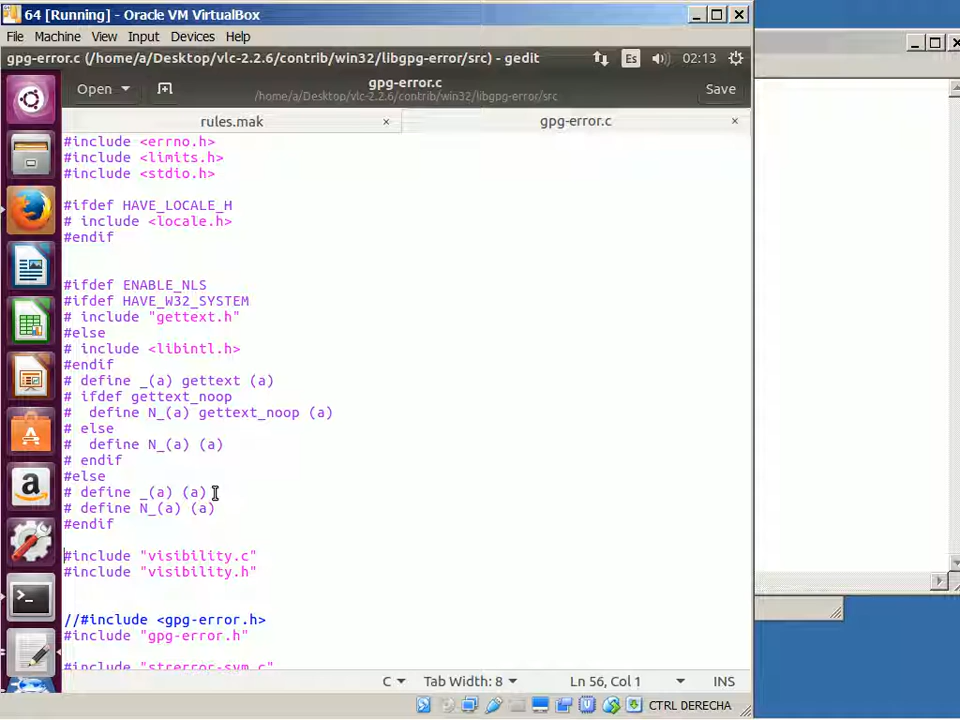 64 [Running] - Oracle VM VirtualBox
File Machine View Input Devices Help
gpg-error.c (/home/a/Desktop/vlc-2.2.6/contrib/win32/libgpg-error/src) - gedit
Es
02:13
Open
gpg-error.c
/home/a/Desktop/vlc-2.2.6/contrib/win32/libgpg-error/src
Save
rules.mak ×
gpg-error.c ×
#include <errno.h>
#include <limits.h>
#include <stdio.h>
#ifdef HAVE_LOCALE_H
# include <locale.h>
#endif
#ifdef ENABLE_NLS
#ifdef HAVE_W32_SYSTEM
# include "gettext.h"
#else
# include <libintl.h>
#endif
# define _(a) gettext (a)
# ifdef gettext_noop
#  define N_(a) gettext_noop (a)
# else
#  define N_(a) (a)
# endif
#else
# define _(a) (a)
# define N_(a) (a)
#endif
#include "visibility.c"
#include "visibility.h"
//#include <gpg-error.h>
#include "gpg-error.h"
#include "strerror-sym.c"
C Tab Width: 8 Ln 56, Col 1 INS
CTRL DERECHA